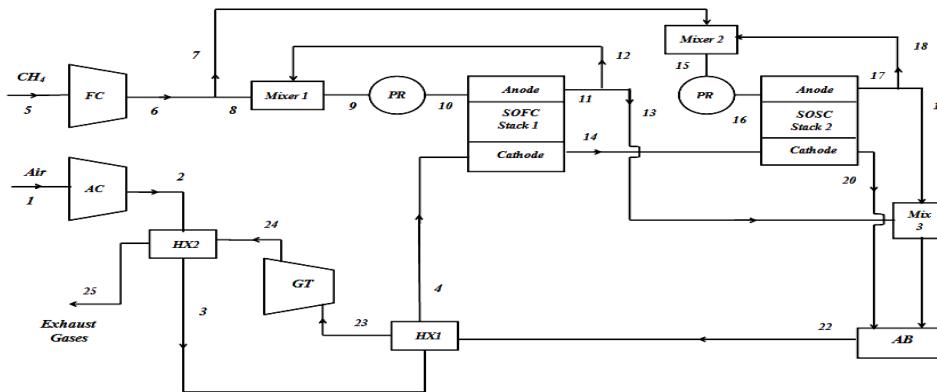 7
18
Mixer 2
12
15
17
CH4
FC
5
6
8
Mixer 1
9
PR
10
Anode
SOFC
Stack 1
Cathode
11
13
14
PR
16
Anode
SOSC
Stack 2
Cathode
1
Air
1
AC
2
20
Mix
3
24
HX2
GT
4
25
3
23
HX1
22
AB
Exhaust
Gases